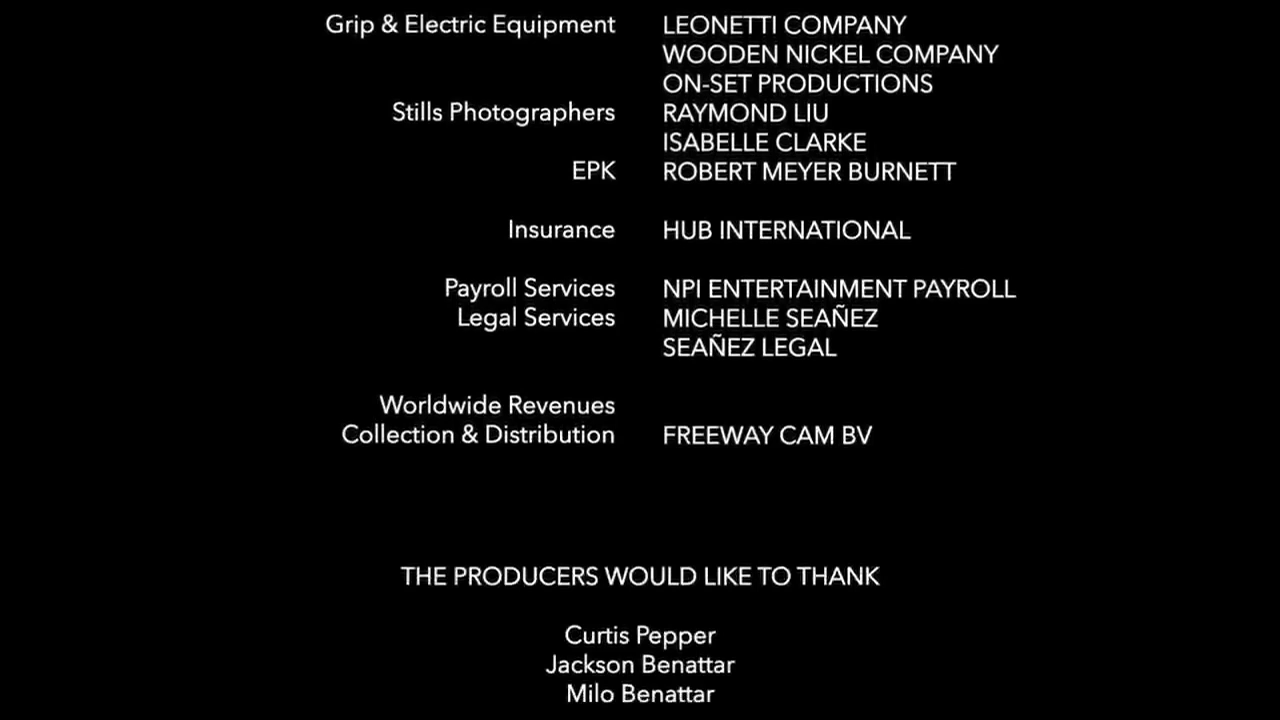 Grip & Electric Equipment LEONETTI COMPANY
WOODEN NICKEL COMPANY
ON-SET PRODUCTIONS
Stills Photographers RAYMOND LIU
ISABELLE CLARKE
EPK ROBERT MEYER BURNETT
Insurance HUB INTERNATIONAL
Payroll Services NPI ENTERTAINMENT PAYROLL
Legal Services MICHELLE SEAÑEZ
SEAÑEZ LEGAL
Worldwide Revenues
Collection & Distribution FREEWAY CAM BV
THE PRODUCERS WOULD LIKE TO THANK
Curtis Pepper
Jackson Benattar
Milo Benattar